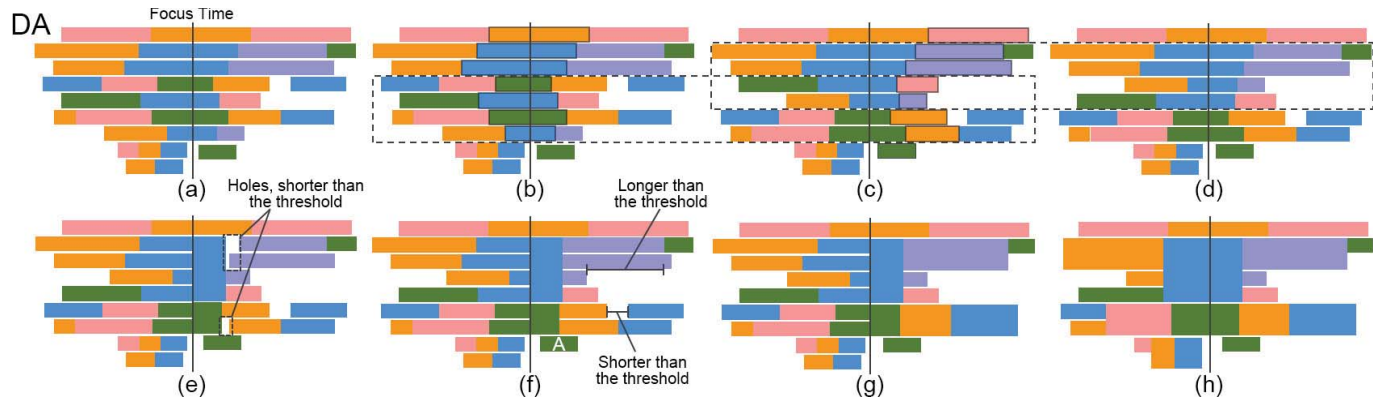 DA
Focus Time
(a)
(b)
(c)
(d)
Holes, shorter than
the threshold
Longer than
the threshold
A
Shorter than
the threshold
(e)
(f)
(g)
(h)